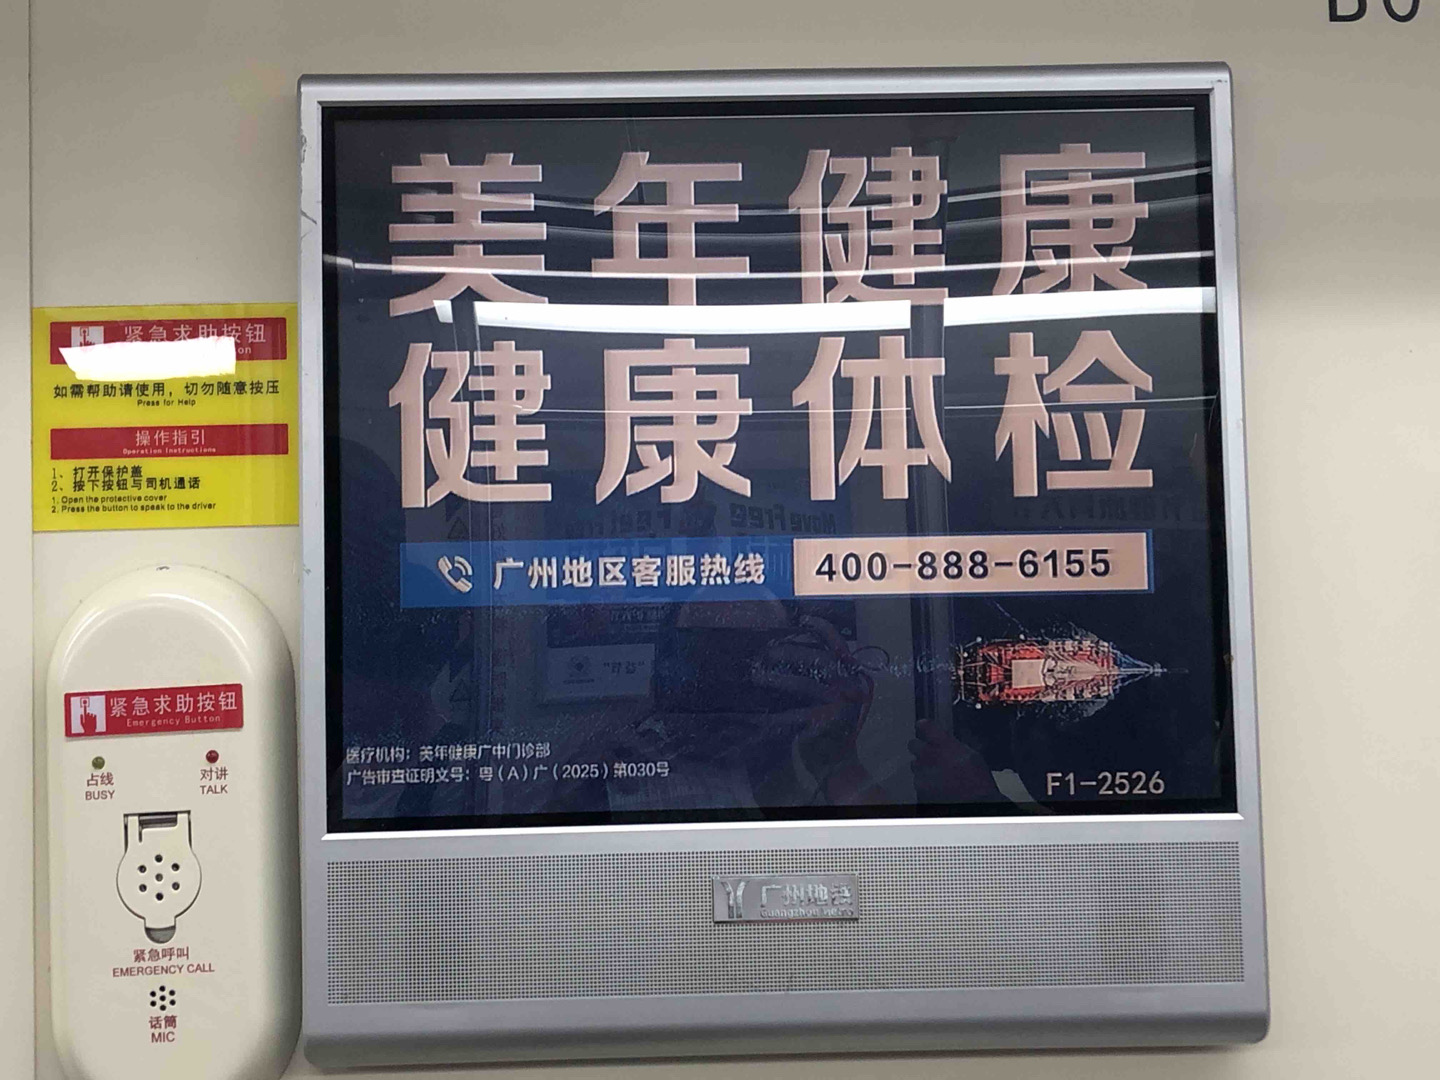 B0
美年健康
健康体检
广州地区客服热线 400-888-6155
医疗机构：美年健康广中门诊部
广告审查证明文号：粤（A）广（2025）第030号
F1-2526
广州地铁
Guangzhou Metro
紧急求助按钮
如需帮助请使用，切勿随意按压
Press for Help
操作指引
Operation Instructions
1、打开保护盖
2、按下按钮与司机通话
1. Open the protective cover
2. Press the button to speak to the driver
紧急求助按钮
Emergency Button
占线
BUSY
对讲
TALK
紧急呼叫
EMERGENCY CALL
话筒
MIC